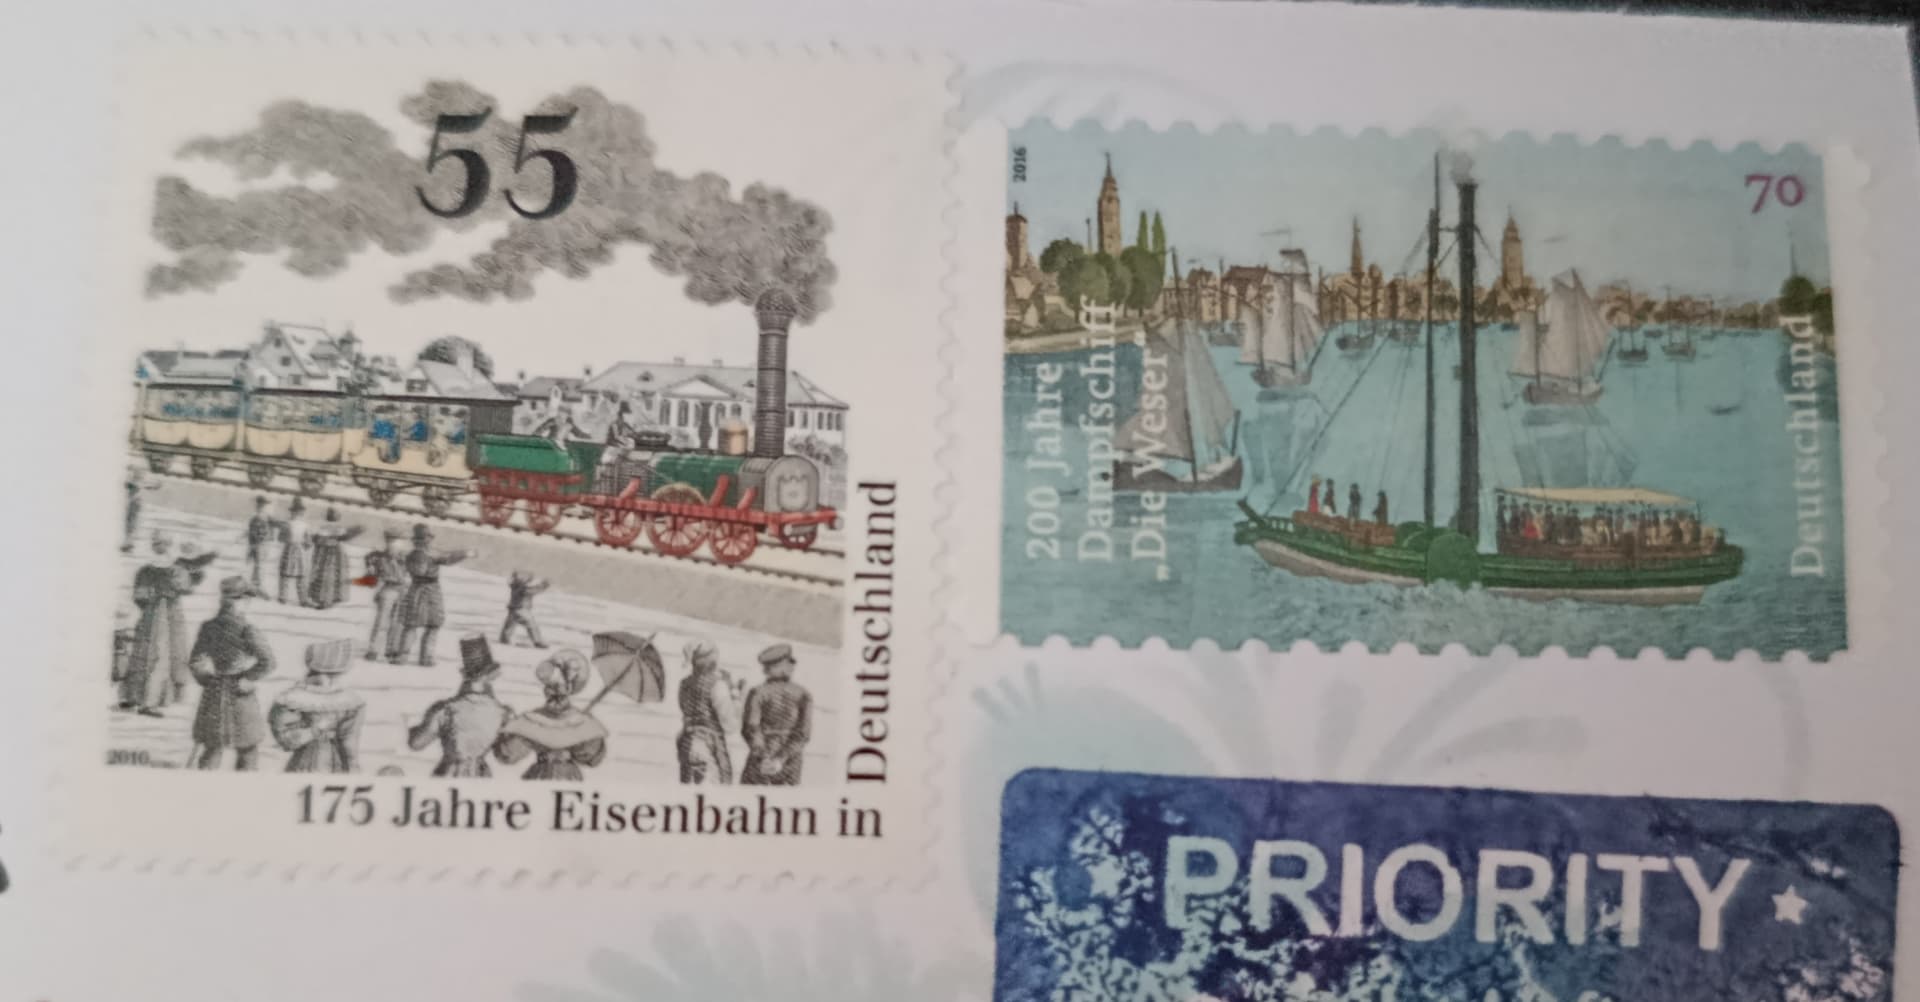 55
Deutschland
2010
175 Jahre Eisenbahn in
2016
70
200 Jahre
Dampfschiff
„Die Weser“
Deutschland
PRIORITY